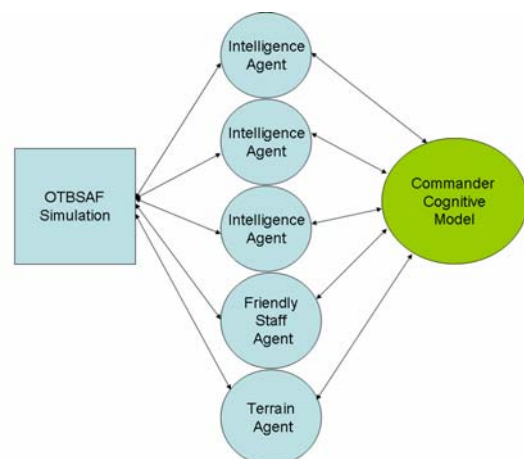 OTBSAF
Simulation
Intelligence
Agent
Intelligence
Agent
Intelligence
Agent
Friendly
Staff
Agent
Terrain
Agent
Commander
Cognitive
Model